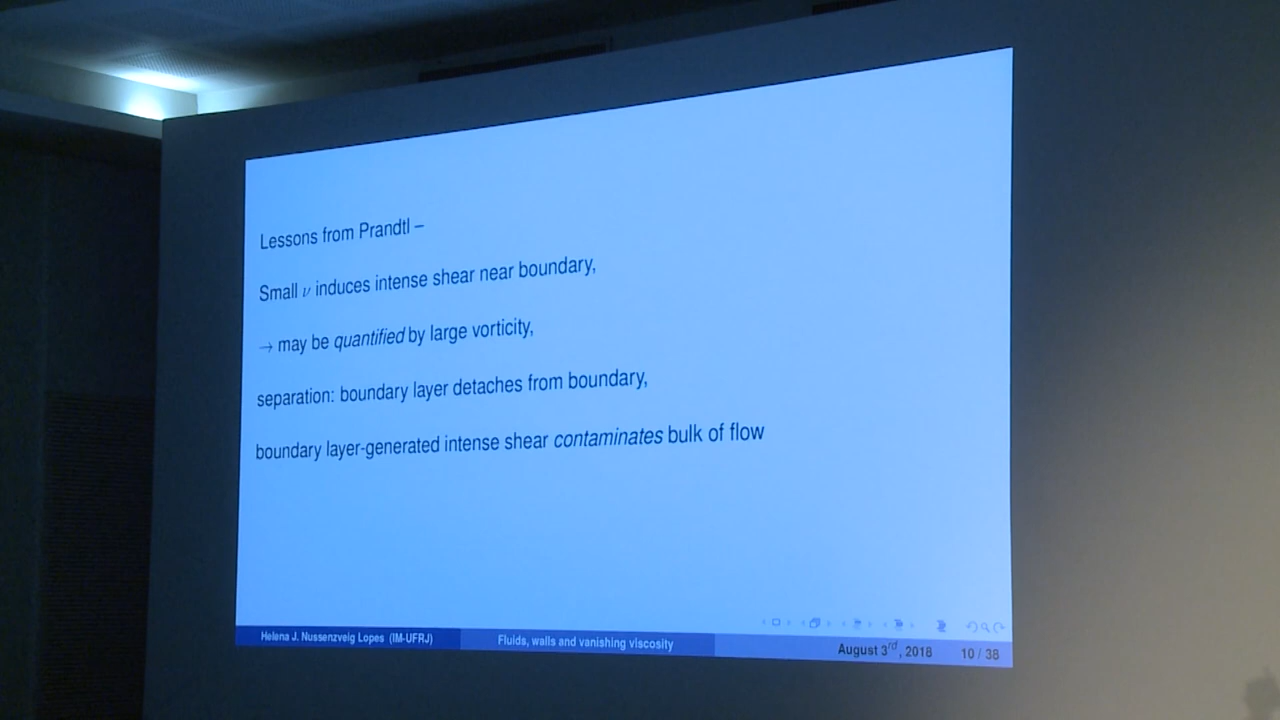 Lessons from Prandtl –
Small ν induces intense shear near boundary,
→ may be quantified by large vorticity,
separation: boundary layer detaches from boundary,
boundary layer-generated intense shear contaminates bulk of flow
Helena J. Nussenzveig Lopes (IM-UFRJ)
Fluids, walls and vanishing viscosity
August 3rd, 2018
10 / 38